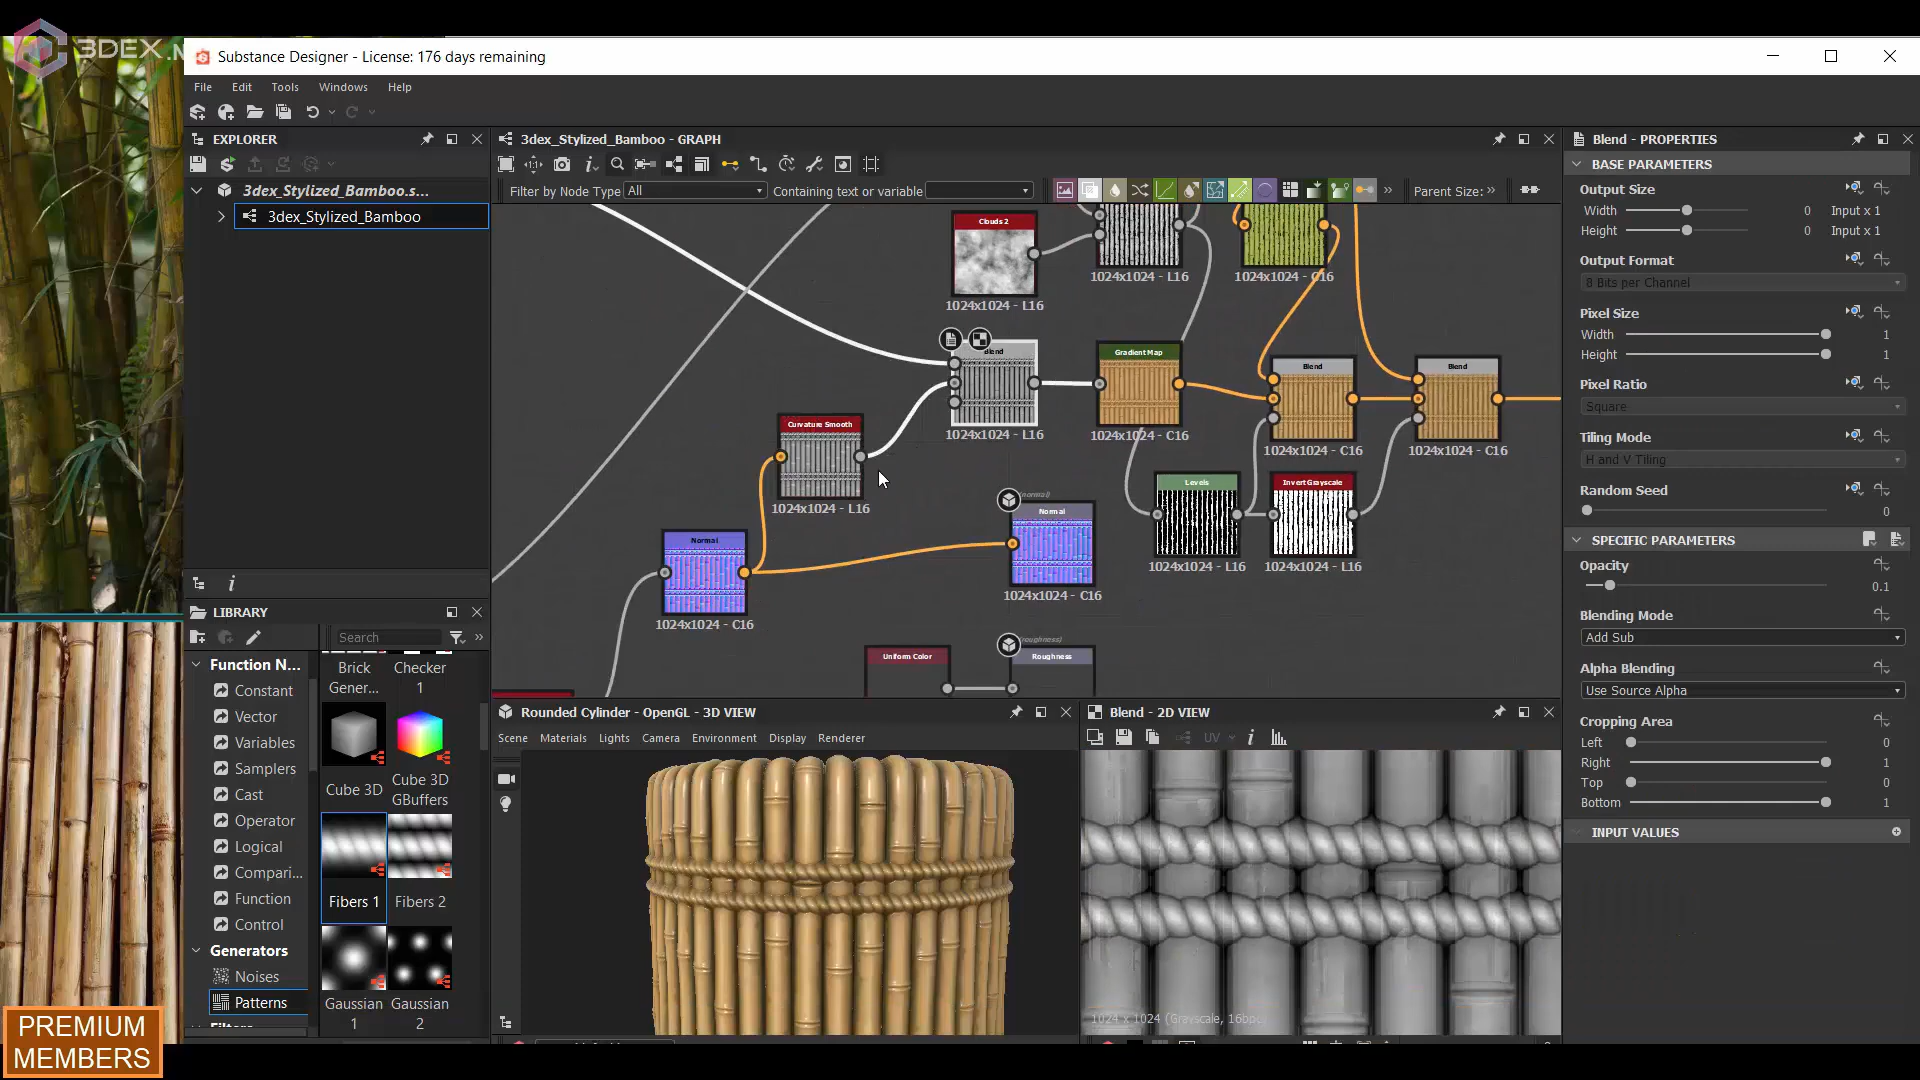 3DEX.N
Substance Designer - License: 176 days remaining
File Edit Tools Windows Help
EXPLORER
3dex_Stylized_Bamboo.s...
3dex_Stylized_Bamboo
3dex_Stylized_Bamboo - GRAPH
Filter by Node Type All Containing text or variable Parent Size: »
Clouds 2
1024x1024 - L16
1024x1024 - L16
1024x1024 - C16
Blend
1024x1024 - L16
Gradient Map
1024x1024 - C16
Blend
1024x1024 - C16
Blend
1024x1024 - C16
Curvature Smooth
1024x1024 - L16
Levels
1024x1024 - L16
Invert Grayscale
1024x1024 - L16
(normal)
Normal
1024x1024 - C16
Normal
1024x1024 - C16
Uniform Color
(roughness)
Roughness
LIBRARY
Search
Function N...
Constant
Vector
Variables
Samplers
Cast
Operator
Logical
Compari...
Function
Control
Generators
Noises
Patterns
Brick
Gener...
Checker
1
Cube 3D
Cube 3D
GBuffers
Fibers 1
Fibers 2
Gaussian
1
Gaussian
2
Rounded Cylinder - OpenGL - 3D VIEW
Scene Materials Lights Camera Environment Display Renderer
Blend - 2D VIEW
UV
1024 x 1024 (Grayscale, 16bpc)
Blend - PROPERTIES
BASE PARAMETERS
Output Size
Width 0 Input x 1
Height 0 Input x 1
Output Format
8 Bits per Channel
Pixel Size
Width 1
Height 1
Pixel Ratio
Square
Tiling Mode
H and V Tiling
Random Seed
0
SPECIFIC PARAMETERS
Opacity
0.1
Blending Mode
Add Sub
Alpha Blending
Use Source Alpha
Cropping Area
Left 0
Right 1
Top 0
Bottom 1
INPUT VALUES
PREMIUM
MEMBERS